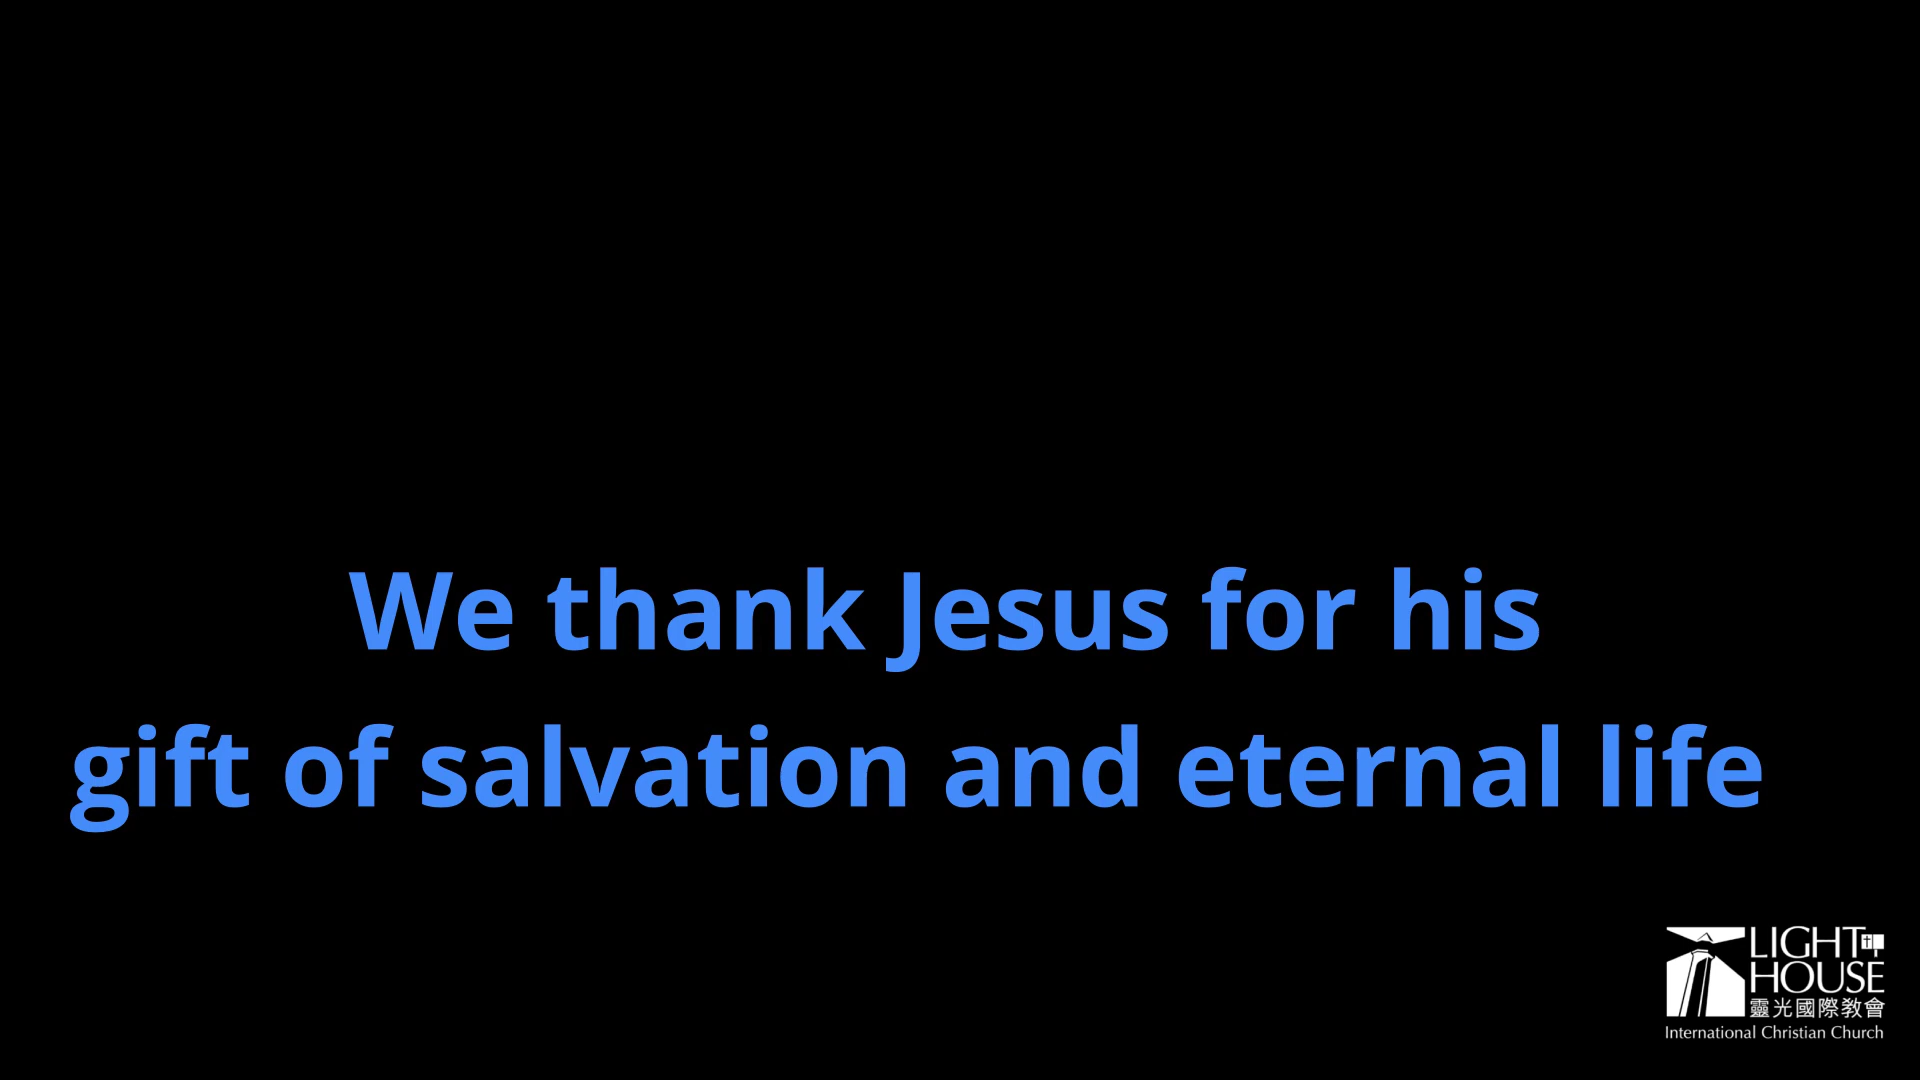 We thank Jesus for his
gift of salvation and eternal life
LIGHT
HOUSE
靈光國際教會
International Christian Church